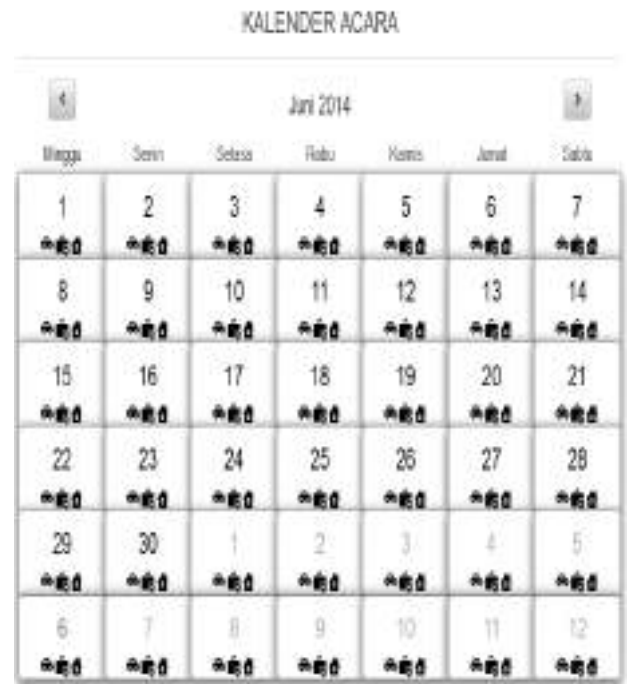 KALENDER ACARA
Juni 2014
Minggu Senin Selasa Rabu Kamis Jumat Sabtu
1 2 3 4 5 6 7
8 9 10 11 12 13 14
15 16 17 18 19 20 21
22 23 24 25 26 27 28
29 30 1 2 3 4 5
6 7 8 9 10 11 12